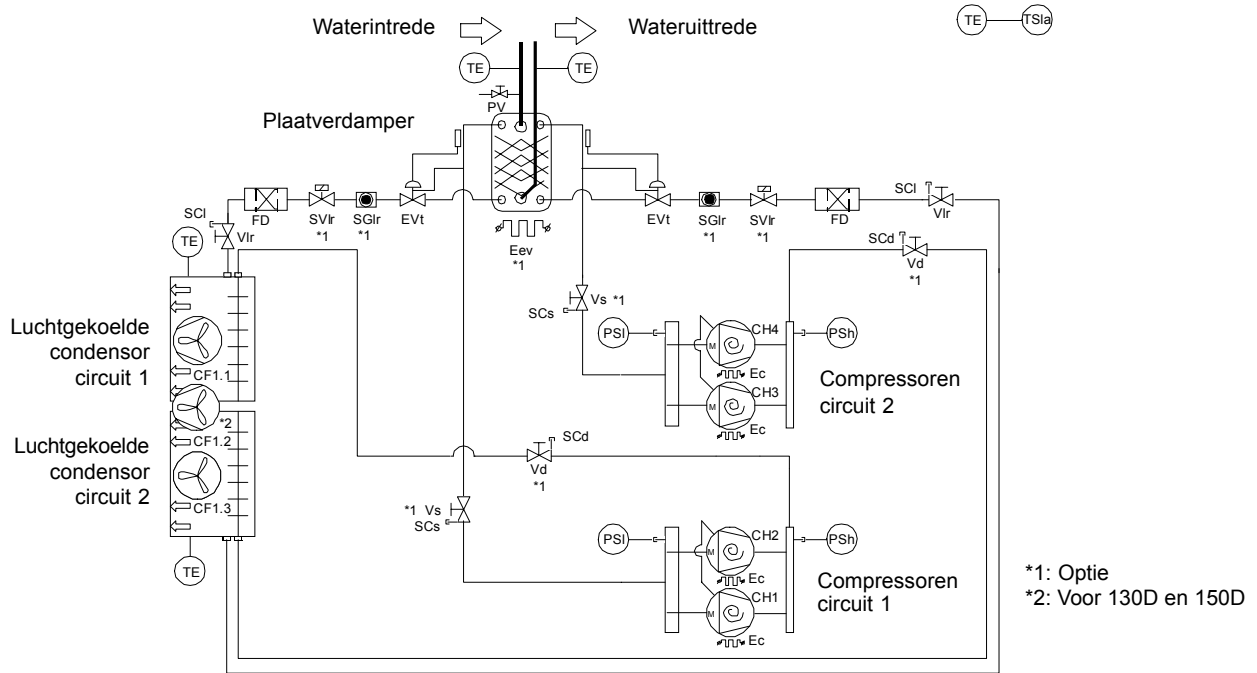 Waterintrede
Wateruittrede
TE
TSla
TE
TE
PV
Plaatverdamper
SCl
Vlr
FD
SVlr
*1
SGlr
*1
EVt
Eev
*1
EVt
SGlr
*1
SVlr
*1
FD
SCl
Vlr
TE
SCd
Vd
*1
Vs *1
SCs
PSl
CH4
M
Ec
CH3
M
Ec
PSh
Luchtgekoelde
condensor
circuit 1
CF1.1
*2
CF1.2
Luchtgekoelde
condensor
circuit 2
CF1.3
TE
Compressoren
circuit 2
SCd
Vd
*1
*1 Vs
SCs
PSl
CH2
M
Ec
CH1
M
Ec
PSh
Compressoren
circuit 1
*1: Optie
*2: Voor 130D en 150D